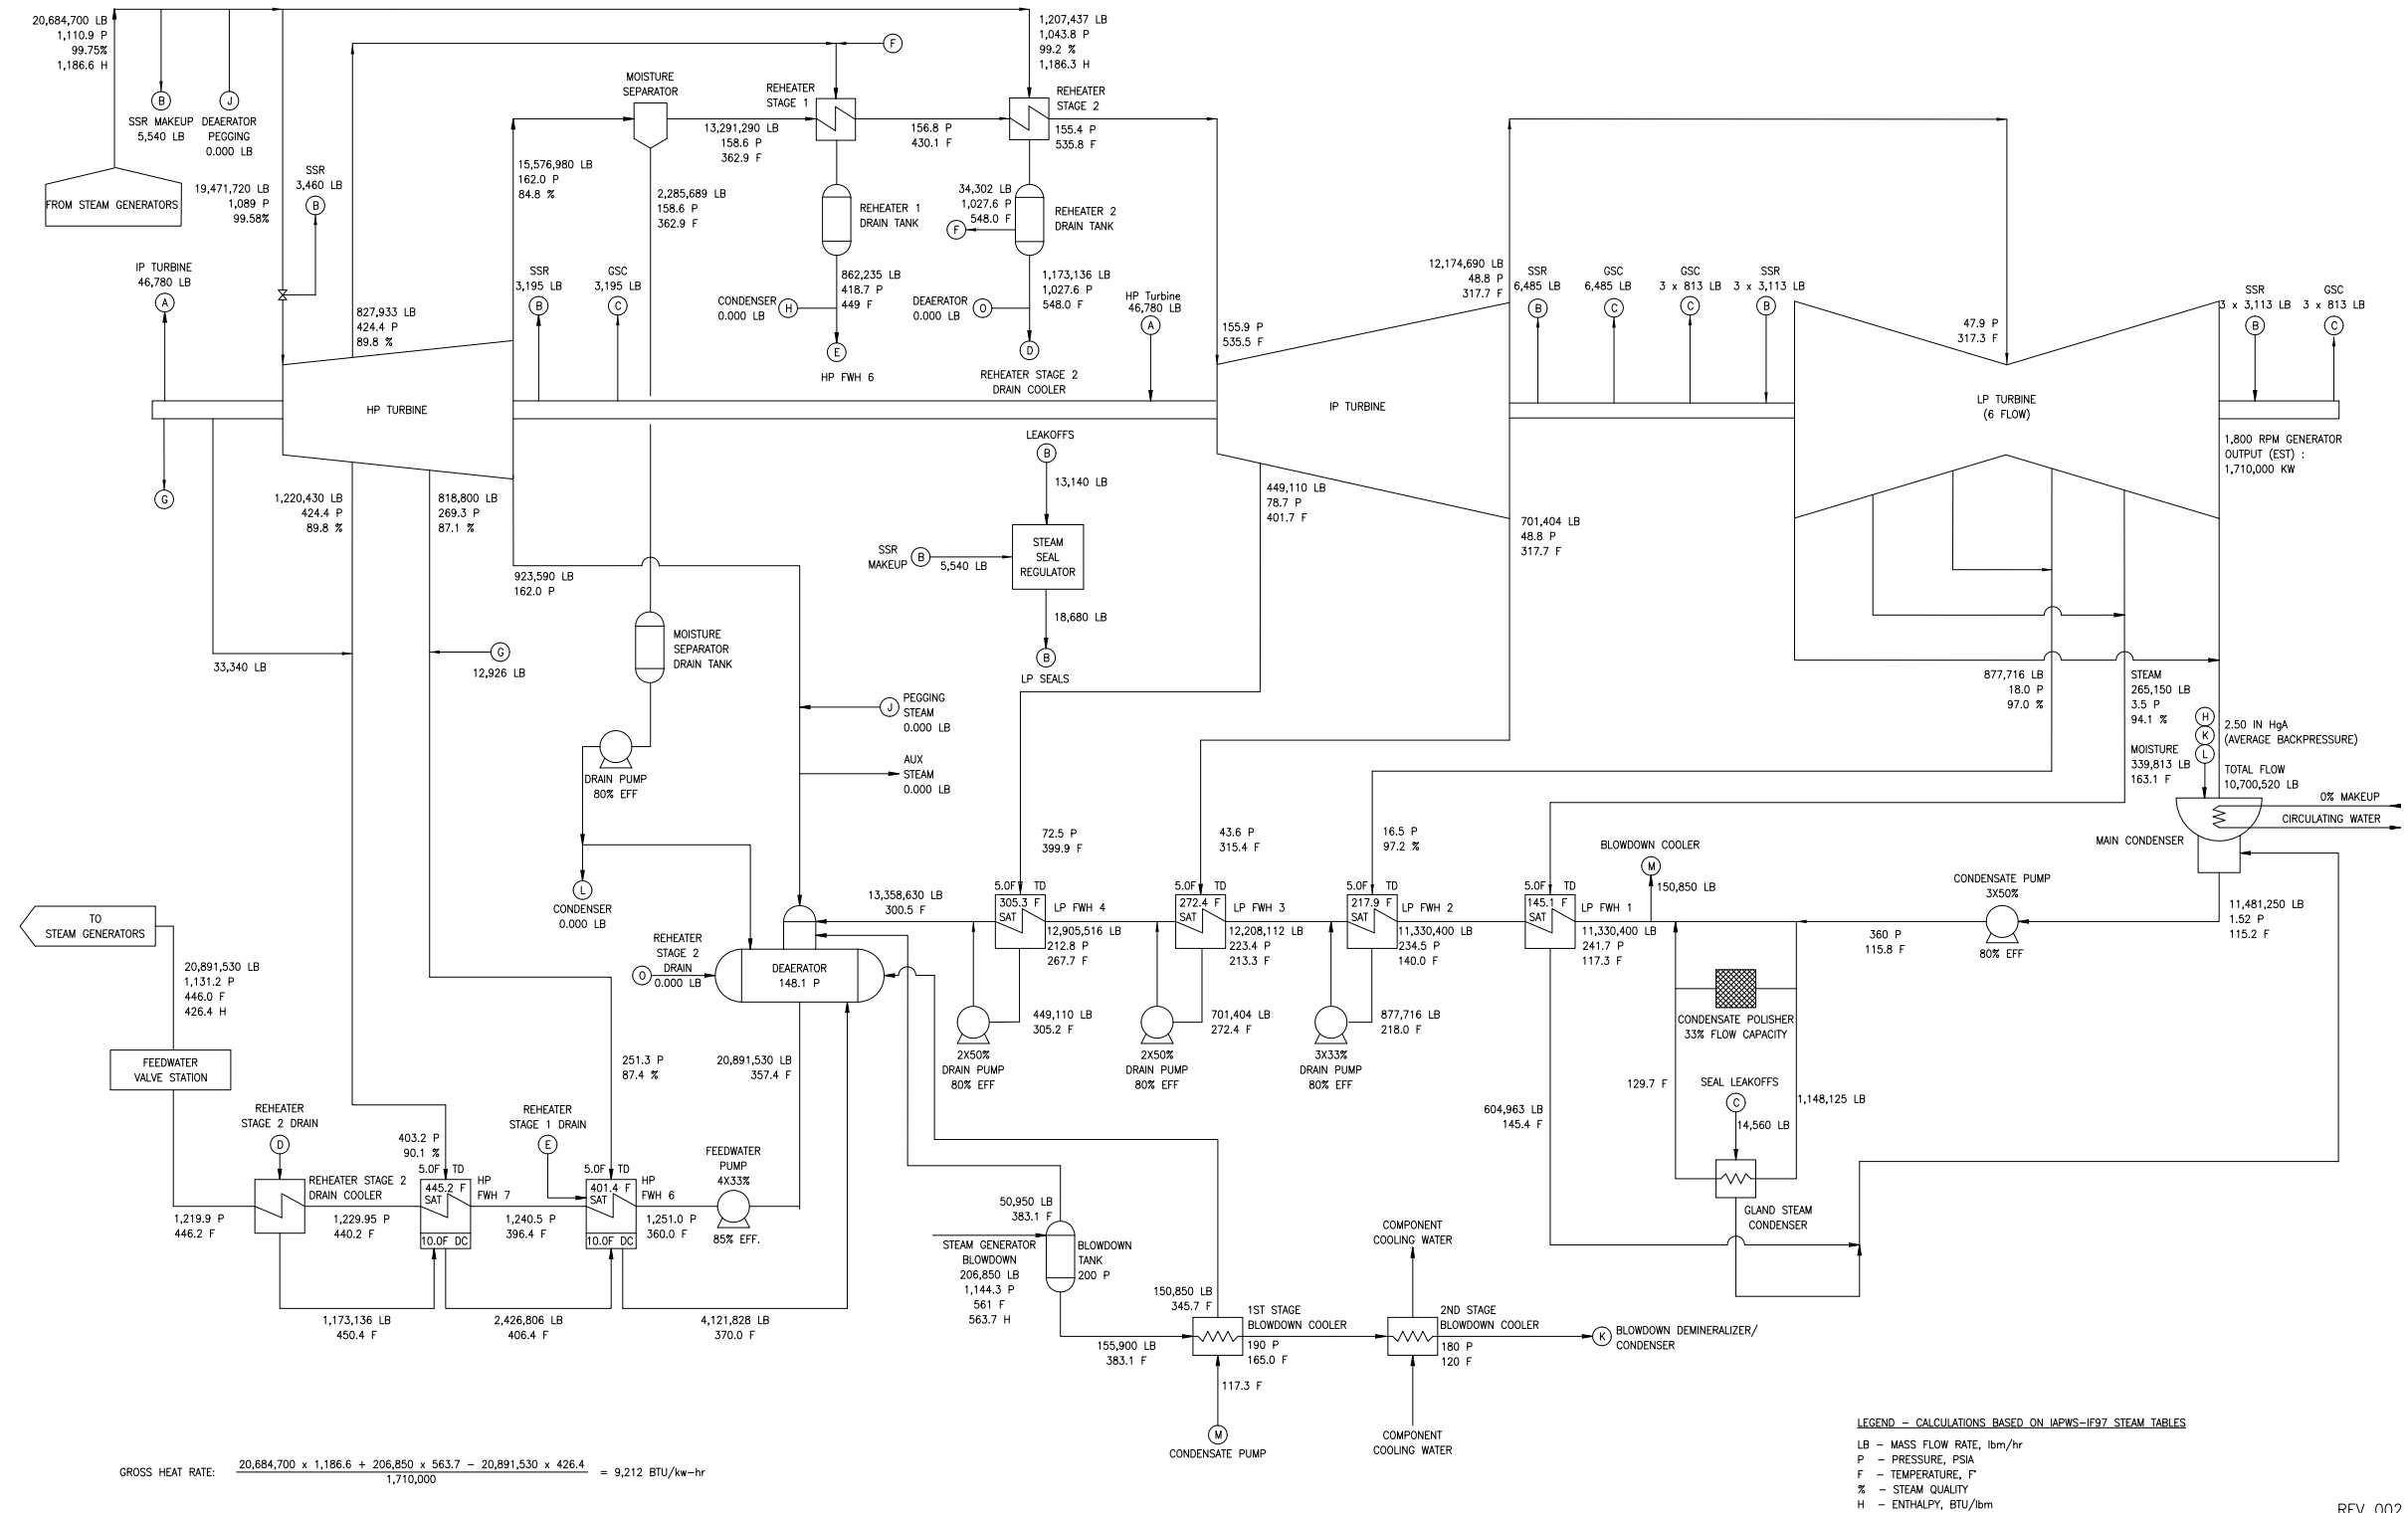 20,684,700 LB
1,110.9 P
99.75%
1,186.6 H
B
SSR MAKEUP
5,540 LB
J
DEAERATOR
PEGGING
0.000 LB
FROM STEAM GENERATORS
19,471,720 LB
1,089 P
99.58%
SSR
3,460 LB
B
IP TURBINE
46,780 LB
A
827,933 LB
424.4 P
89.8 %
HP TURBINE
G
F
MOISTURE
SEPARATOR
15,576,980 LB
162.0 P
84.8 %
13,291,290 LB
158.6 P
362.9 F
2,285,689 LB
158.6 P
362.9 F
REHEATER
STAGE 1
156.8 P
430.1 F
1,207,437 LB
1,043.8 P
99.2 %
1,186.3 H
REHEATER
STAGE 2
155.4 P
535.8 F
REHEATER 1
DRAIN TANK
34,302 LB
1,027.6 P
548.0 F
F
REHEATER 2
DRAIN TANK
SSR
3,195 LB
B
GSC
3,195 LB
C
CONDENSER
0.000 LB
H
862,235 LB
418.7 P
449 F
E
HP FWH 6
DEAERATOR
0.000 LB
O
1,173,136 LB
1,027.6 P
548.0 F
D
REHEATER STAGE 2
DRAIN COOLER
HP Turbine
46,780 LB
A
155.9 P
535.5 F
IP TURBINE
12,174,690 LB
48.8 P
317.7 F
SSR
6,485 LB
B
GSC
6,485 LB
C
GSC
3 x 813 LB
C
SSR
3 x 3,113 LB
B
47.9 P
317.3 F
LP TURBINE
(6 FLOW)
SSR
3 x 3,113 LB
B
GSC
3 x 813 LB
C
1,800 RPM GENERATOR
OUTPUT (EST) :
1,710,000 KW
1,220,430 LB
424.4 P
89.8 %
818,800 LB
269.3 P
87.1 %
923,590 LB
162.0 P
33,340 LB
G
12,926 LB
LEAKOFFS
B
13,140 LB
SSR
MAKEUP
B
5,540 LB
STEAM
SEAL
REGULATOR
18,680 LB
B
LP SEALS
449,110 LB
78.7 P
401.7 F
701,404 LB
48.8 P
317.7 F
MOISTURE
SEPARATOR
DRAIN TANK
DRAIN PUMP
80% EFF
J
PEGGING
STEAM
0.000 LB
AUX
STEAM
0.000 LB
877,716 LB
18.0 P
97.0 %
STEAM
265,150 LB
3.5 P
94.1 %
MOISTURE
339,813 LB
163.1 F
H
K
L
2.50 IN HgA
(AVERAGE BACKPRESSURE)
TOTAL FLOW
10,700,520 LB
0% MAKEUP
CIRCULATING WATER
MAIN CONDENSER
L
CONDENSER
0.000 LB
13,358,630 LB
300.5 F
72.5 P
399.9 F
5.0F TD
305.3 F
SAT
LP FWH 4
12,905,516 LB
212.8 P
267.7 F
43.6 P
315.4 F
5.0F TD
272.4 F
SAT
LP FWH 3
12,208,112 LB
223.4 P
213.3 F
16.5 P
97.2 %
5.0F TD
217.9 F
SAT
LP FWH 2
11,330,400 LB
234.5 P
140.0 F
5.0F TD
145.1 F
SAT
LP FWH 1
11,330,400 LB
241.7 P
117.3 F
BLOWDOWN COOLER
M
150,850 LB
CONDENSATE PUMP
3X50%
80% EFF
360 P
115.8 F
11,481,250 LB
1.52 P
115.2 F
TO
STEAM GENERATORS
20,891,530 LB
1,131.2 P
446.0 F
426.4 H
FEEDWATER
VALVE STATION
REHEATER
STAGE 2
DRAIN
0.000 LB
O
DEAERATOR
148.1 P
449,110 LB
305.2 F
2X50%
DRAIN PUMP
80% EFF
701,404 LB
272.4 F
2X50%
DRAIN PUMP
80% EFF
877,716 LB
218.0 F
3X33%
DRAIN PUMP
80% EFF
CONDENSATE POLISHER
33% FLOW CAPACITY
129.7 F
SEAL LEAKOFFS
C
14,560 LB
1,148,125 LB
604,963 LB
145.4 F
GLAND STEAM
CONDENSER
251.3 P
87.4 %
20,891,530 LB
357.4 F
REHEATER
STAGE 2 DRAIN
D
REHEATER STAGE 2
DRAIN COOLER
1,219.9 P
446.2 F
1,229.95 P
440.2 F
403.2 P
90.1 %
5.0F TD
445.2 F
SAT
10.0F DC
HP
FWH 7
1,240.5 P
396.4 F
REHEATER
STAGE 1 DRAIN
E
5.0F TD
401.4 F
SAT
10.0F DC
HP
FWH 6
1,251.0 P
360.0 F
FEEDWATER
PUMP
4X33%
85% EFF.
1,173,136 LB
450.4 F
2,426,806 LB
406.4 F
4,121,828 LB
370.0 F
50,950 LB
383.1 F
STEAM GENERATOR
BLOWDOWN
206,850 LB
1,144.3 P
561 F
563.7 H
BLOWDOWN
TANK
200 P
155,900 LB
383.1 F
150,850 LB
345.7 F
1ST STAGE
BLOWDOWN COOLER
190 P
165.0 F
117.3 F
M
CONDENSATE PUMP
COMPONENT
COOLING WATER
2ND STAGE
BLOWDOWN COOLER
180 P
120 F
COMPONENT
COOLING WATER
K
BLOWDOWN DEMINERALIZER/
CONDENSER
GROSS HEAT RATE:
20,684,700 x 1,186.6 + 206,850 x 563.7 - 20,891,530 x 426.4
1,710,000
= 9,212 BTU/kw-hr
LEGEND - CALCULATIONS BASED ON IAPWS-IF97 STEAM TABLES
LB - MASS FLOW RATE, lbm/hr
P - PRESSURE, PSIA
F - TEMPERATURE, F°
% - STEAM QUALITY
H - ENTHALPY, BTU/lbm
REV 002